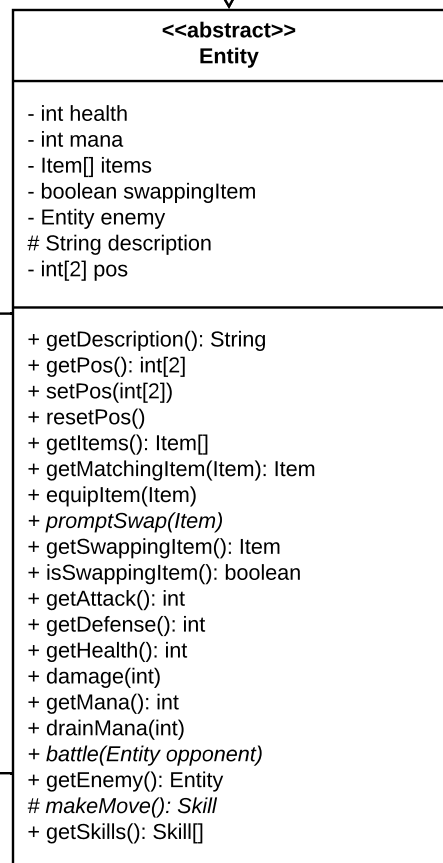 <<abstract>>
Entity
- int health
- int mana
- Item[] items
- boolean swappingItem
- Entity enemy
# String description
- int[2] pos
+ getDescription(): String
+ getPos(): int[2]
+ setPos(int[2])
+ resetPos()
+ getItems(): Item[]
+ getMatchingItem(Item): Item
+ equipItem(Item)
+ promptSwap(Item)
+ getSwappingItem(): Item
+ isSwappingItem(): boolean
+ getAttack(): int
+ getDefense(): int
+ getHealth(): int
+ damage(int)
+ getMana(): int
+ drainMana(int)
+ battle(Entity opponent)
+ getEnemy(): Entity
# makeMove(): Skill
+ getSkills(): Skill[]